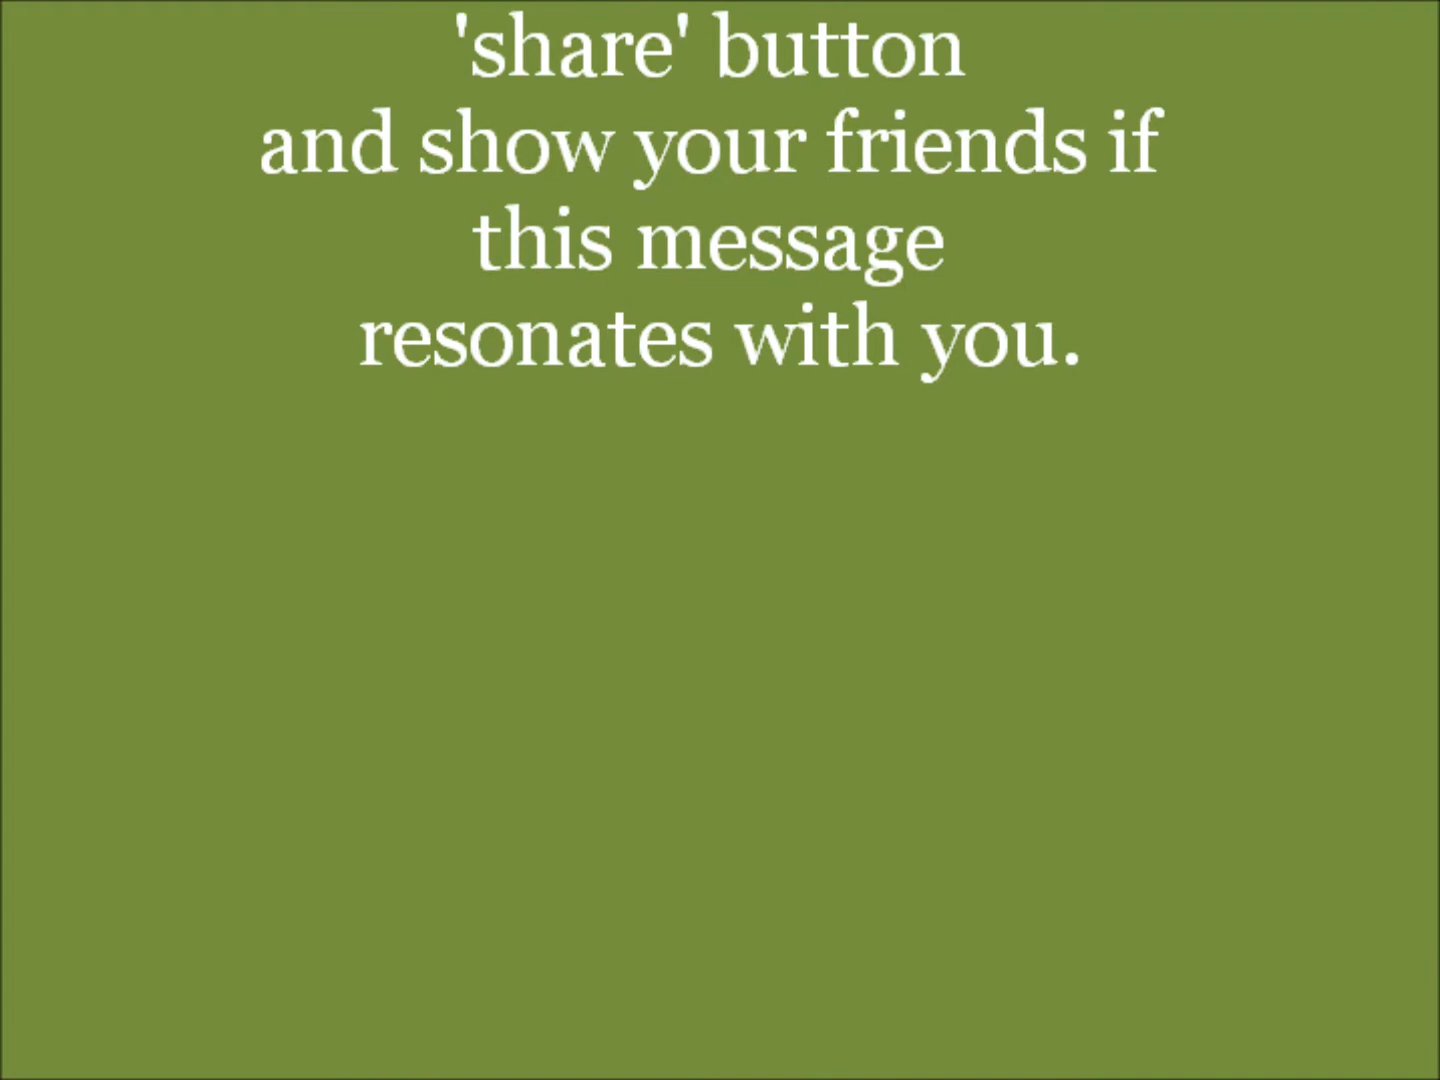 'share' button
and show your friends if
this message
resonates with you.